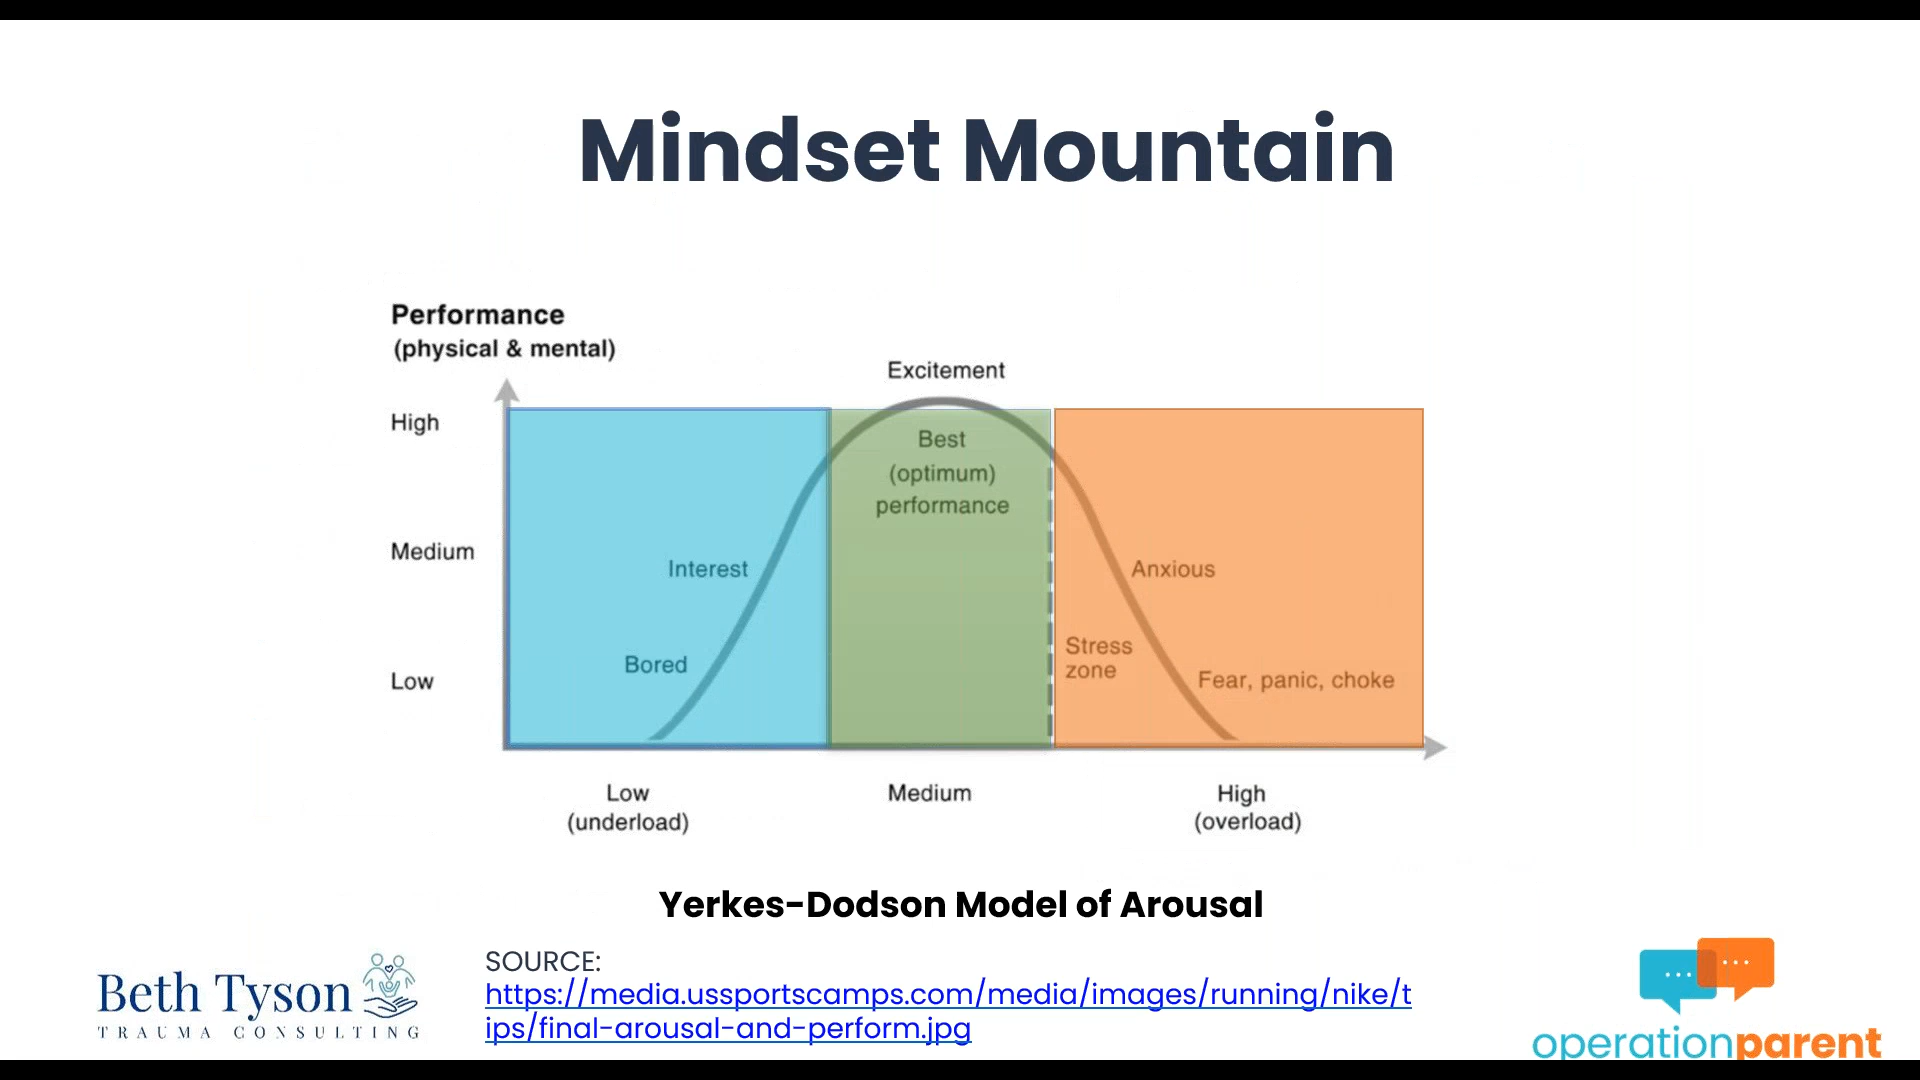 Mindset Mountain
Performance
(physical & mental)
Excitement
High
Best
(optimum)
performance
Medium
Interest
Anxious
Stress
zone
Bored
Low
Fear, panic, choke
Low
(underload)
Medium
High
(overload)
Yerkes-Dodson Model of Arousal
SOURCE:
https://media.ussportscamps.com/media/images/running/nike/t
ips/final-arousal-and-perform.jpg
Beth Tyson
TRAUMA CONSULTING
operationparent